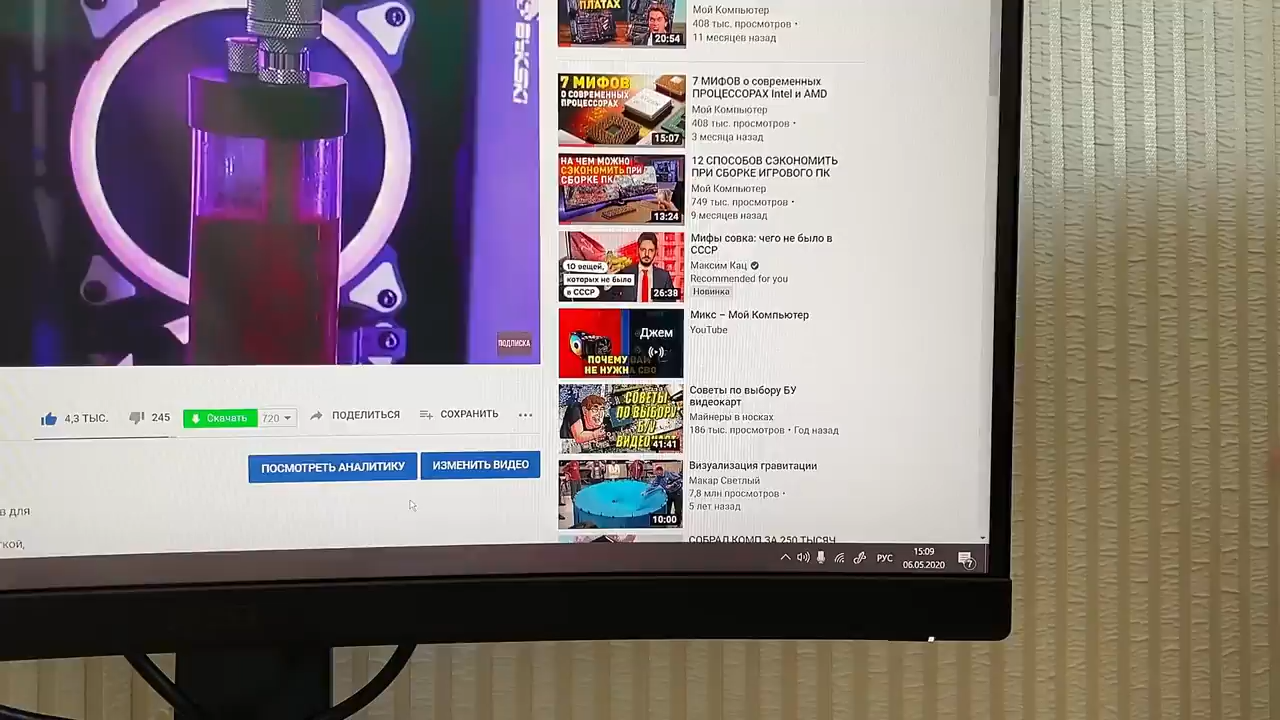 BYKSKI
ПОДПИСКА
4,3 ТЫС.
245
Скачать
720
ПОДЕЛИТЬСЯ
СОХРАНИТЬ
ПОСМОТРЕТЬ АНАЛИТИКУ
ИЗМЕНИТЬ ВИДЕО
в для
кой,
ПЛАТАХ
20:54
Мой Компьютер
408 тыс. просмотров •
11 месяцев назад
7 МИФОВ
О СОВРЕМЕННЫХ
ПРОЦЕССОРАХ
15:07
7 МИФОВ о современных
ПРОЦЕССОРАХ Intel и AMD
Мой Компьютер
408 тыс. просмотров •
3 месяца назад
НА ЧЕМ МОЖНО
СЭКОНОМИТЬ ПРИ
СБОРКЕ ПК
13:24
12 СПОСОБОВ СЭКОНОМИТЬ
ПРИ СБОРКЕ ИГРОВОГО ПК
Мой Компьютер
749 тыс. просмотров •
9 месяцев назад
10 вещей,
которых не было
в СССР
26:38
Мифы совка: чего не было в
СССР
Максим Кац
Recommended for you
Новинка
Джем
ПОЧЕМУ ВАМ
НЕ НУЖНА СВО
Микс – Мой Компьютер
YouTube
СОВЕТЫ
ПО ВЫБОРУ
Б/У
ВИДЕОКАРТ
41:41
Советы по выбору БУ
видеокарт
Майнеры в носках
186 тыс. просмотров • Год назад
10:00
Визуализация гравитации
Макар Светлый
7,8 млн просмотров •
5 лет назад
СОБРАЛ КОМП ЗА 250 ТЫСЯЧ
РУС
15:09
06.05.2020
7